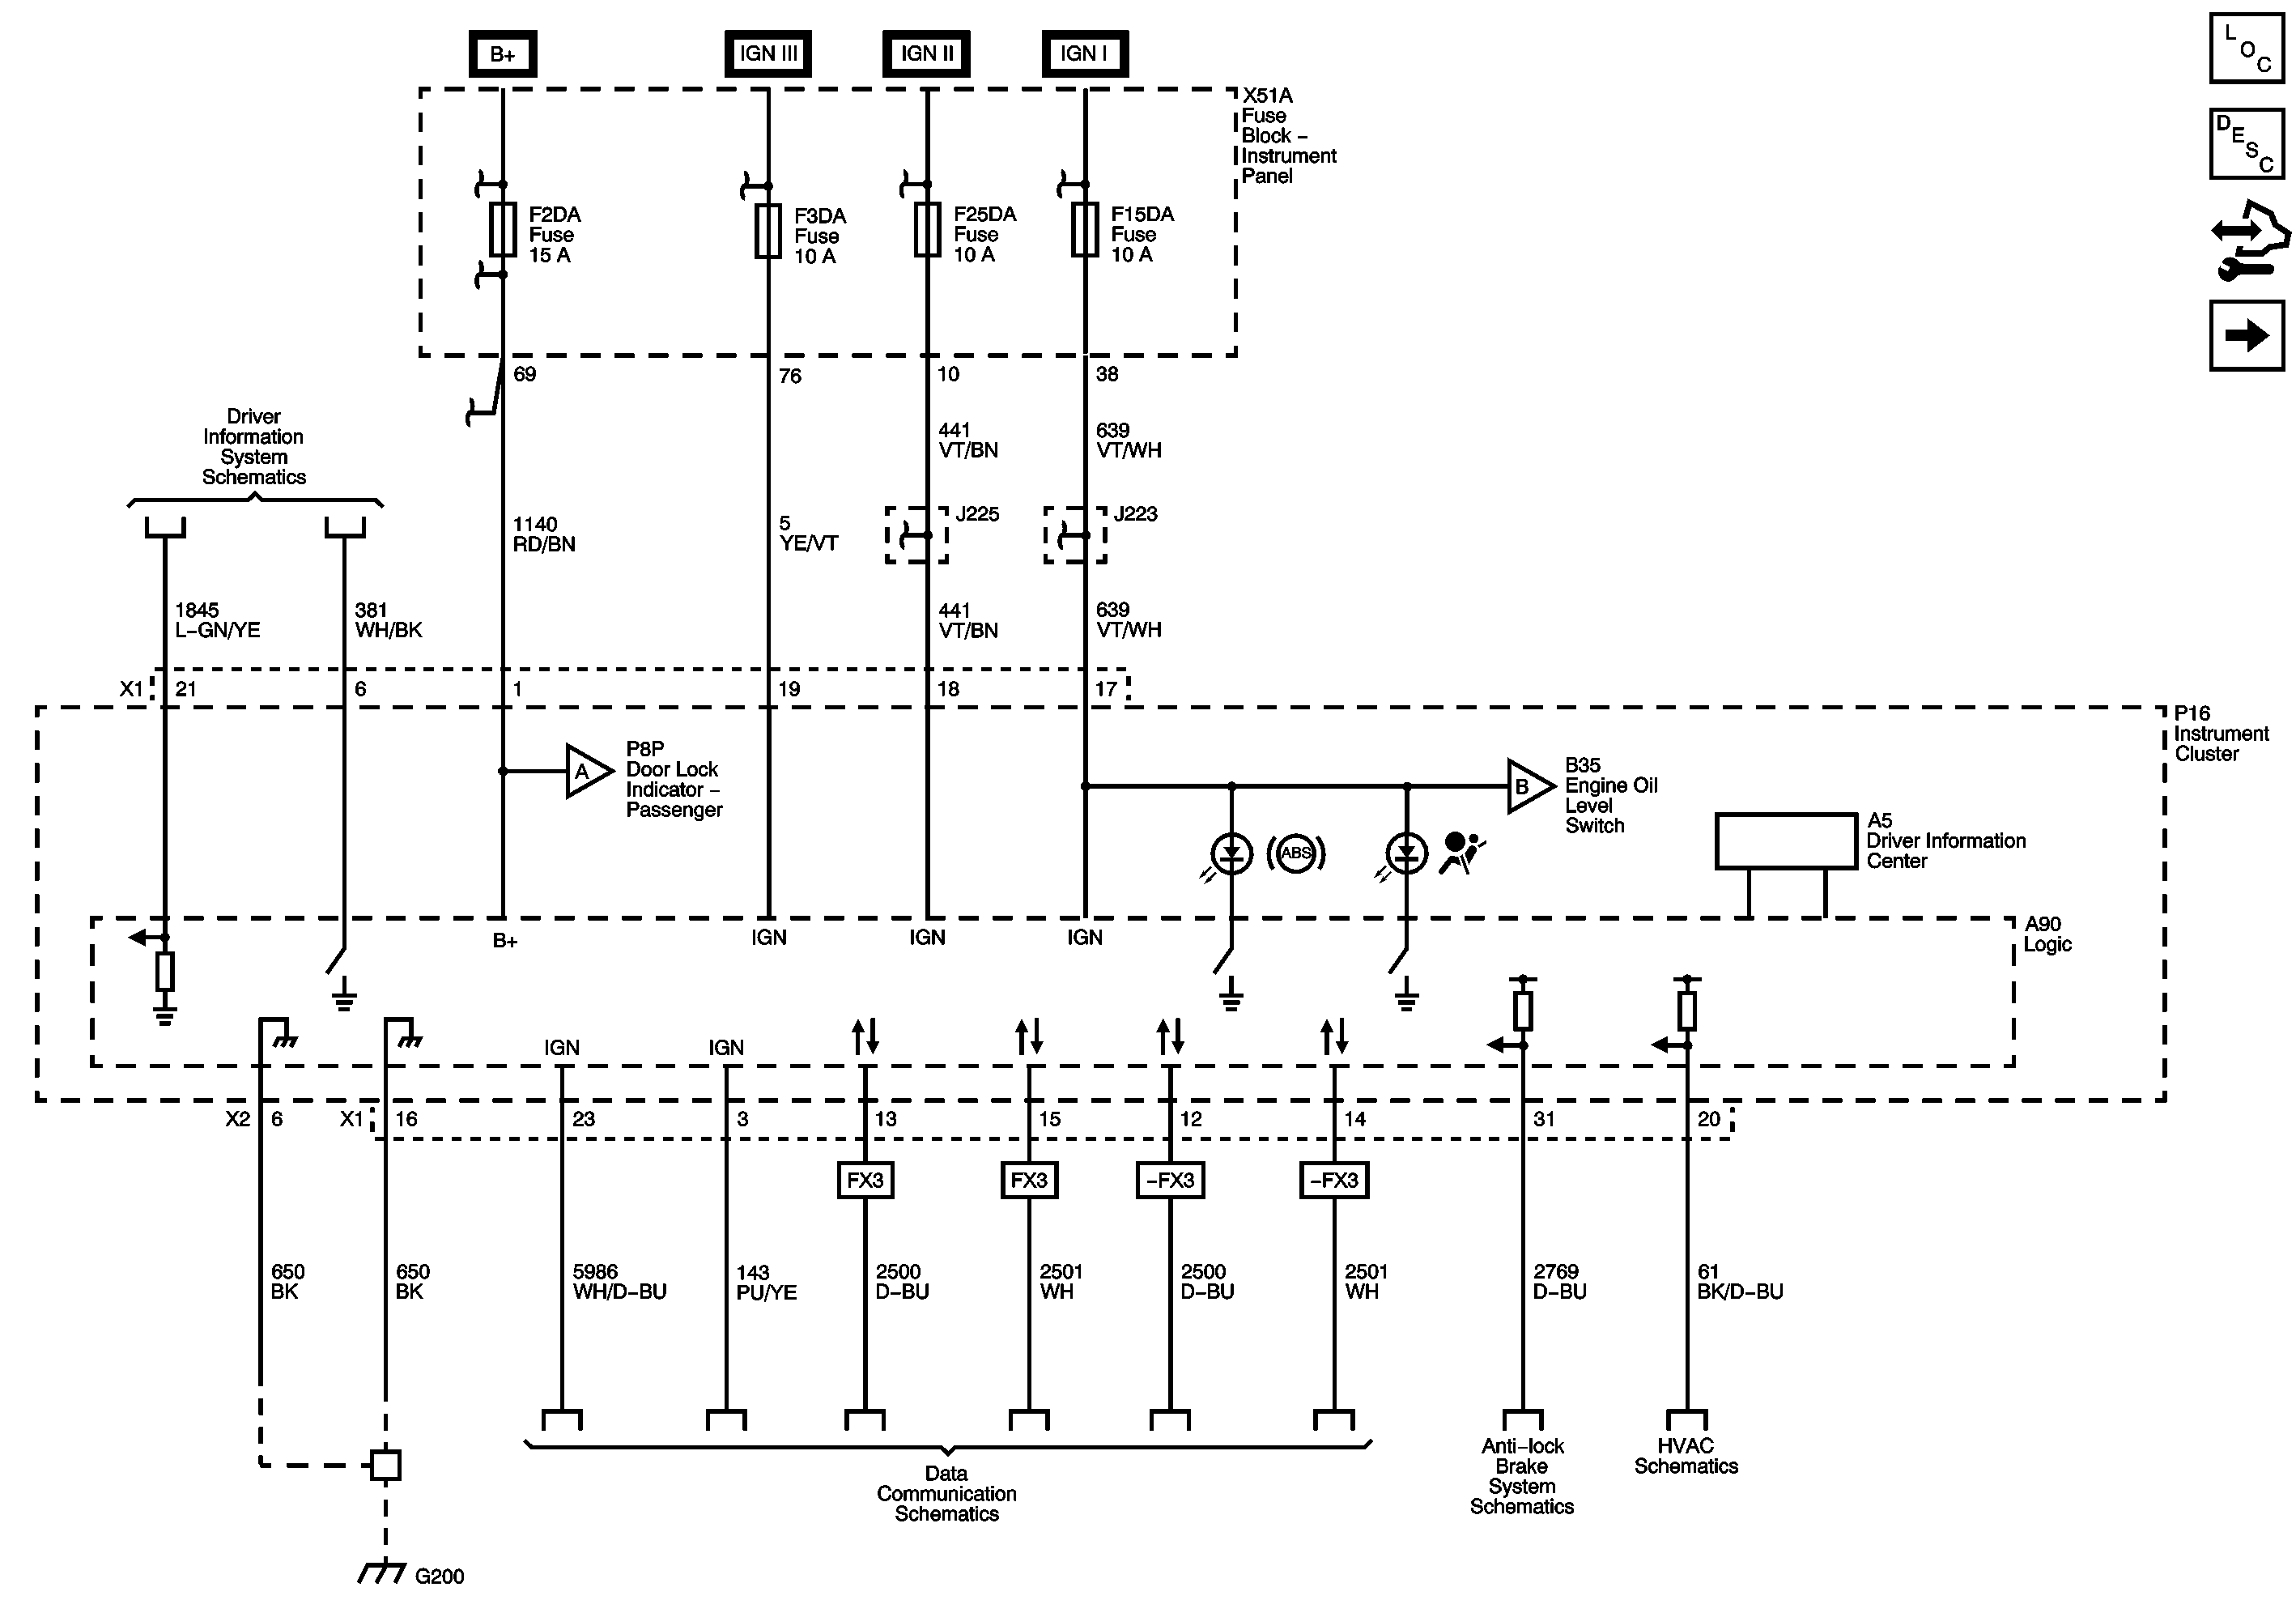 B+
IGN III
IGN II
IGN I
L
O
C
D
E
S
C
X51A
Fuse
Block –
Instrument
Panel
F2DA
Fuse
15 A
F3DA
Fuse
10 A
F25DA
Fuse
10 A
F15DA
Fuse
10 A
69
76
10
38
Driver
Information
System
Schematics
441
VT/BN
639
VT/WH
1140
RD/BN
5
YE/VT
J225
J223
1845
L–GN/YE
381
WH/BK
441
VT/BN
639
VT/WH
X1
21
6
1
19
18
17
P16
Instrument
Cluster
A
P8P
Door Lock
Indicator –
Passenger
B
B35
Engine Oil
Level
Switch
ABS
A5
Driver Information
Center
B+
IGN
IGN
IGN
A90
Logic
IGN
IGN
X2
6
X1
16
23
3
13
15
12
14
31
20
FX3
FX3
–FX3
–FX3
650
BK
650
BK
5986
WH/D–BU
143
PU/YE
2500
D–BU
2501
WH
2500
D–BU
2501
WH
2769
D–BU
61
BK/D–BU
Data
Communication
Schematics
Anti–lock
Brake
System
Schematics
HVAC
Schematics
G200